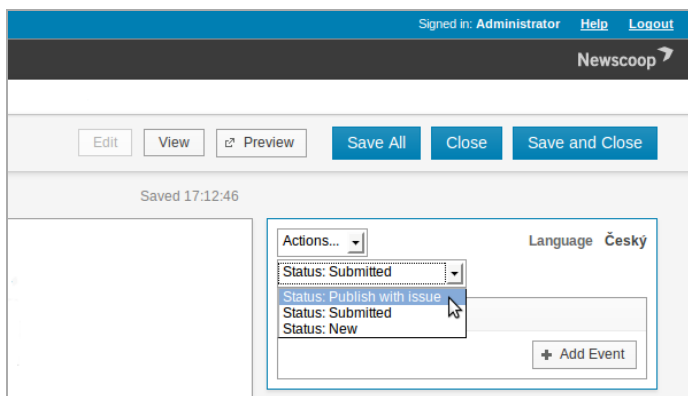 Signed in: Administrator Help Logout
Newscoop
Edit View Preview Save All Close Save and Close
Saved 17:12:46
Actions... Language Český
Status: Submitted
Status: Publish with issue
Status: Submitted
Status: New
+ Add Event